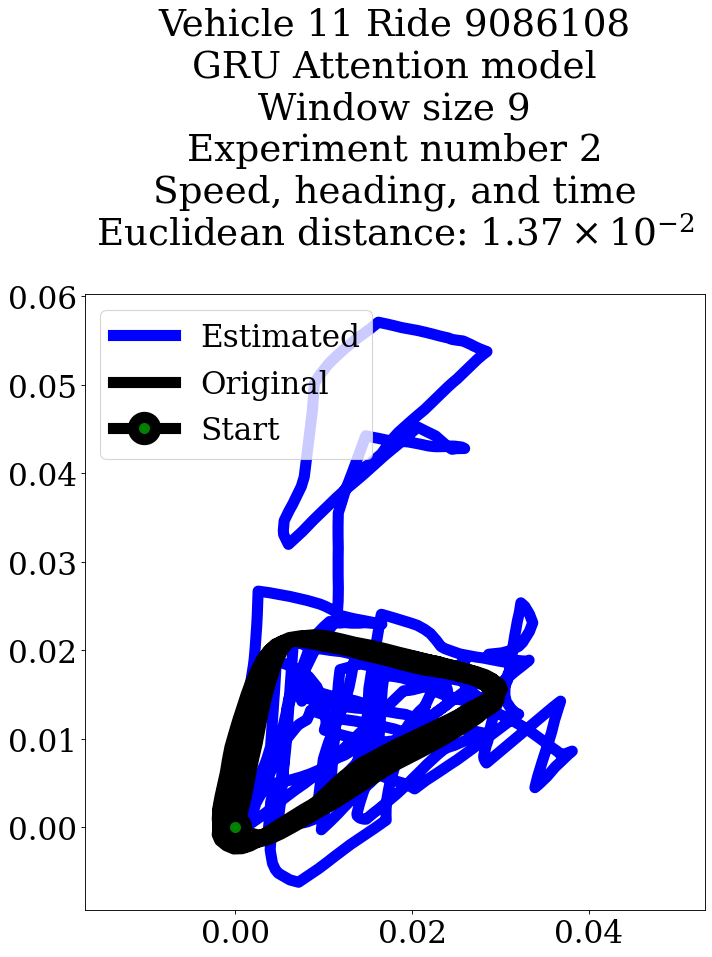 Vehicle 11 Ride 9086108
GRU Attention model
Window size 9
Experiment number 2
Speed, heading, and time
Euclidean distance: 1.37 × 10⁻²
0.06
0.05
0.04
0.03
0.02
0.01
0.00
Estimated
Original
Start
0.00 0.02 0.04